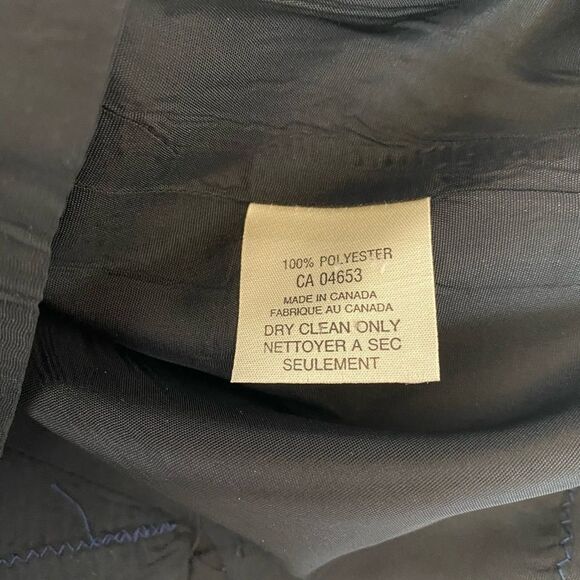 100% POLYESTER
CA 04653
MADE IN CANADA
FABRIQUE AU CANADA
DRY CLEAN ONLY
NETTOYER A SEC
SEULEMENT